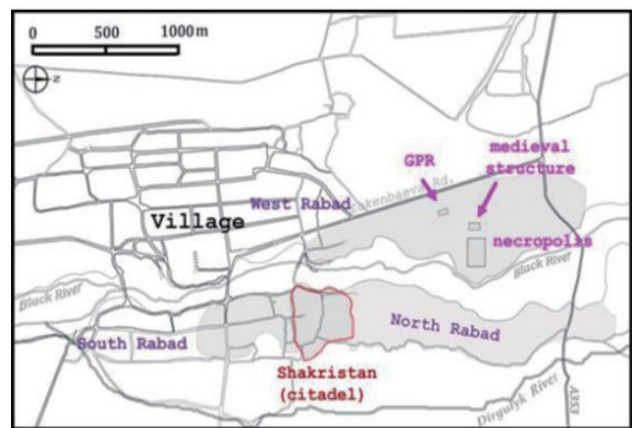 0 500 1000m
N
medieval
structure
GPR
Rd.
West Rabad
Village
necropolis
Black River
Black River
North Rabad
South Rabad
Shakristan
(citadel)
Dirgulyk River
A353